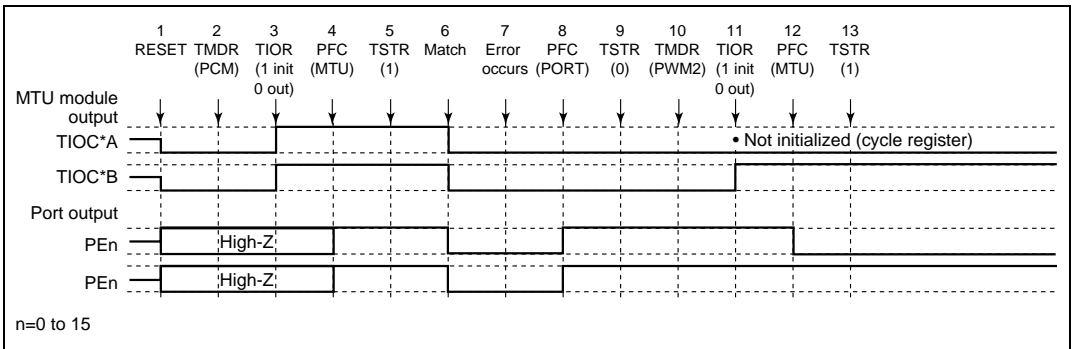 1 2 3 4 5 6 7 8 9 10 11 12 13
RESET TMDR TIOR PFC TSTR Match Error PFC TSTR TMDR TIOR PFC TSTR
(PCM) (1 init (MTU) (1) occurs (PORT) (0) (PWM2) (1 init (MTU) (1)
0 out) 0 out)
MTU module
output
TIOC*A • Not initialized (cycle register)
TIOC*B
Port output
PEn High-Z
PEn High-Z
n=0 to 15